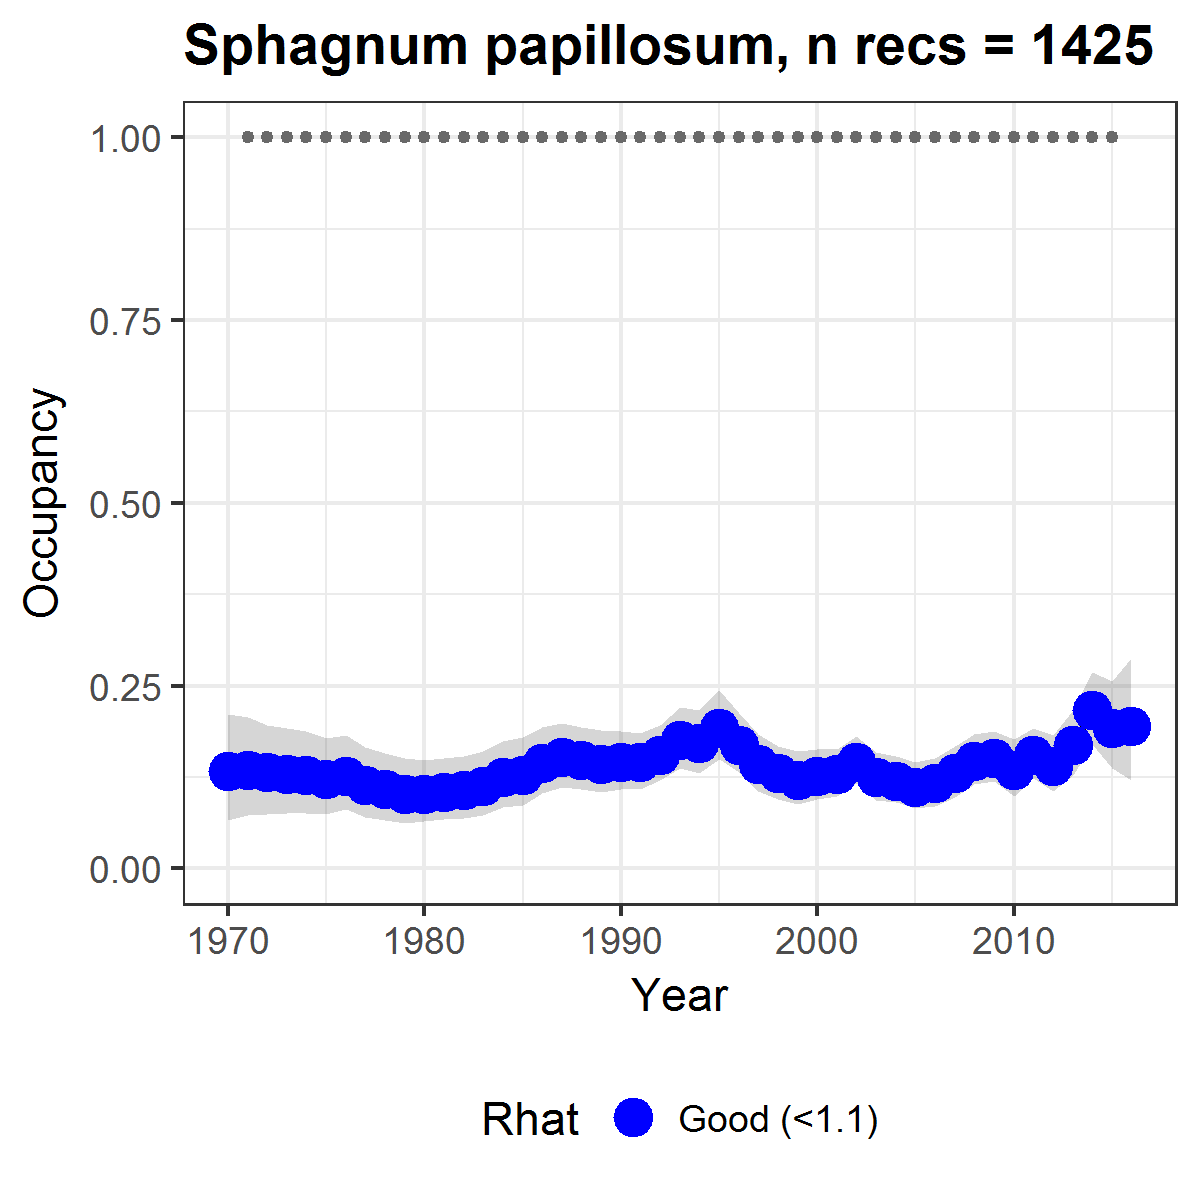 Sphagnum papillosum, n recs = 1425
1.00
0.75
0.50
0.25
0.00
Occupancy
1970 1980 1990 2000 2010
Year
Rhat Good (<1.1)